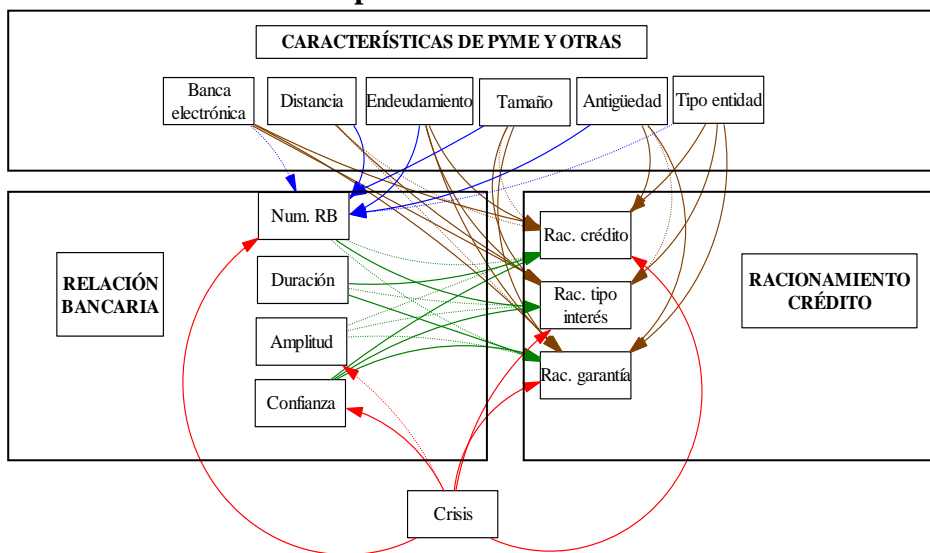 CARACTERÍSTICAS DE PYME Y OTRAS
Banca
electrónica
Distancia
Endeudamiento
Tamaño
Antigüedad
Tipo entidad
Num. RB
Rac. crédito
RELACIÓN
BANCARIA
Duración
Rac. tipo
interés
RACIONAMIENTO
CRÉDITO
Amplitud
Rac. garantía
Confianza
Crisis